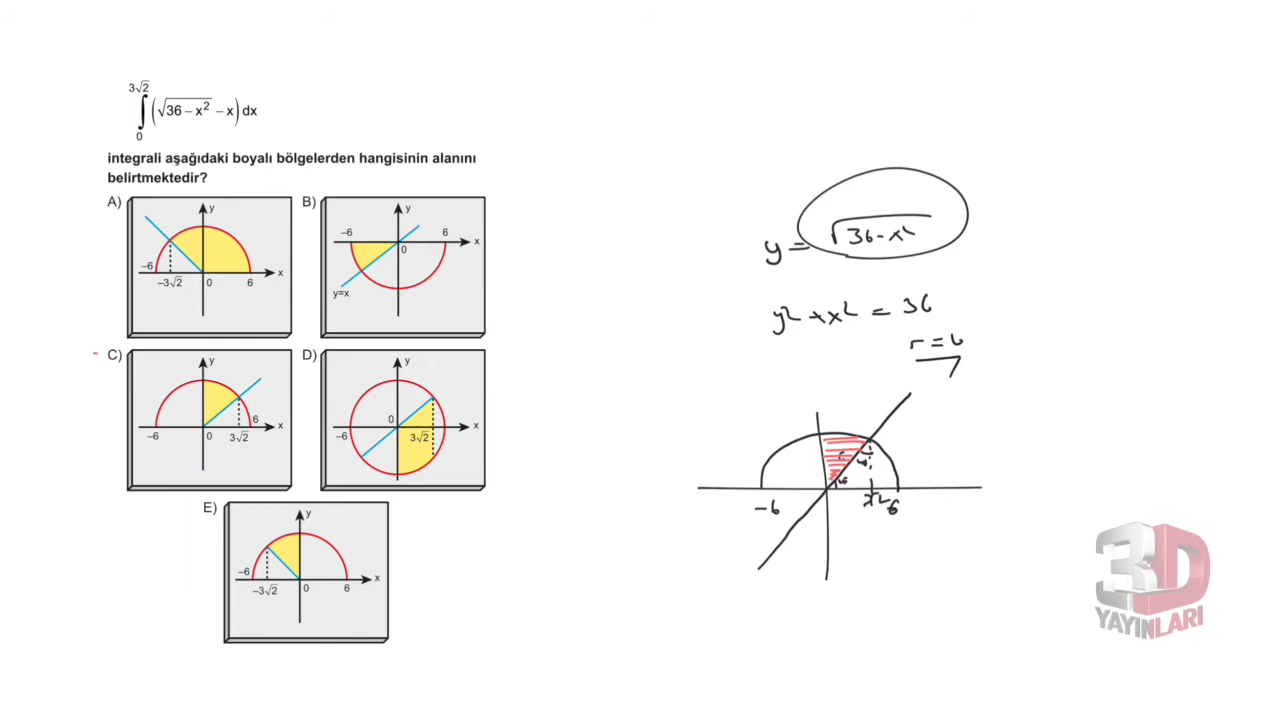 3√2
∫ (√36 – x² – x) dx
0
integrali aşağıdaki boyalı bölgelerden hangisinin alanını
belirtmektedir?
A)
y
–6
–3√2
0
6
x
B)
y
–6
6
x
0
y=x
C)
y
–6
0
3√2
6
x
D)
y
0
–6
3√2
x
E)
y
–6
–3√2
0
6
x
y = √36-x²
y² + x² = 36
r = 6
-6
6
3D
YAYINLARI